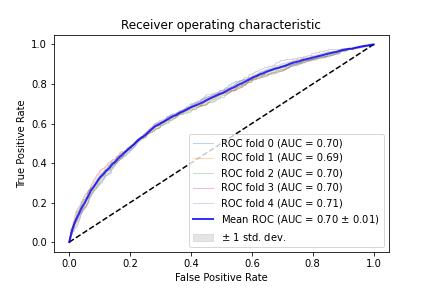 Receiver operating characteristic
True Positive Rate
1.0
0.8
0.6
0.4
0.2
0.0
ROC fold 0 (AUC = 0.70)
ROC fold 1 (AUC = 0.69)
ROC fold 2 (AUC = 0.70)
ROC fold 3 (AUC = 0.70)
ROC fold 4 (AUC = 0.71)
Mean ROC (AUC = 0.70 ± 0.01)
± 1 std. dev.
0.0 0.2 0.4 0.6 0.8 1.0
False Positive Rate